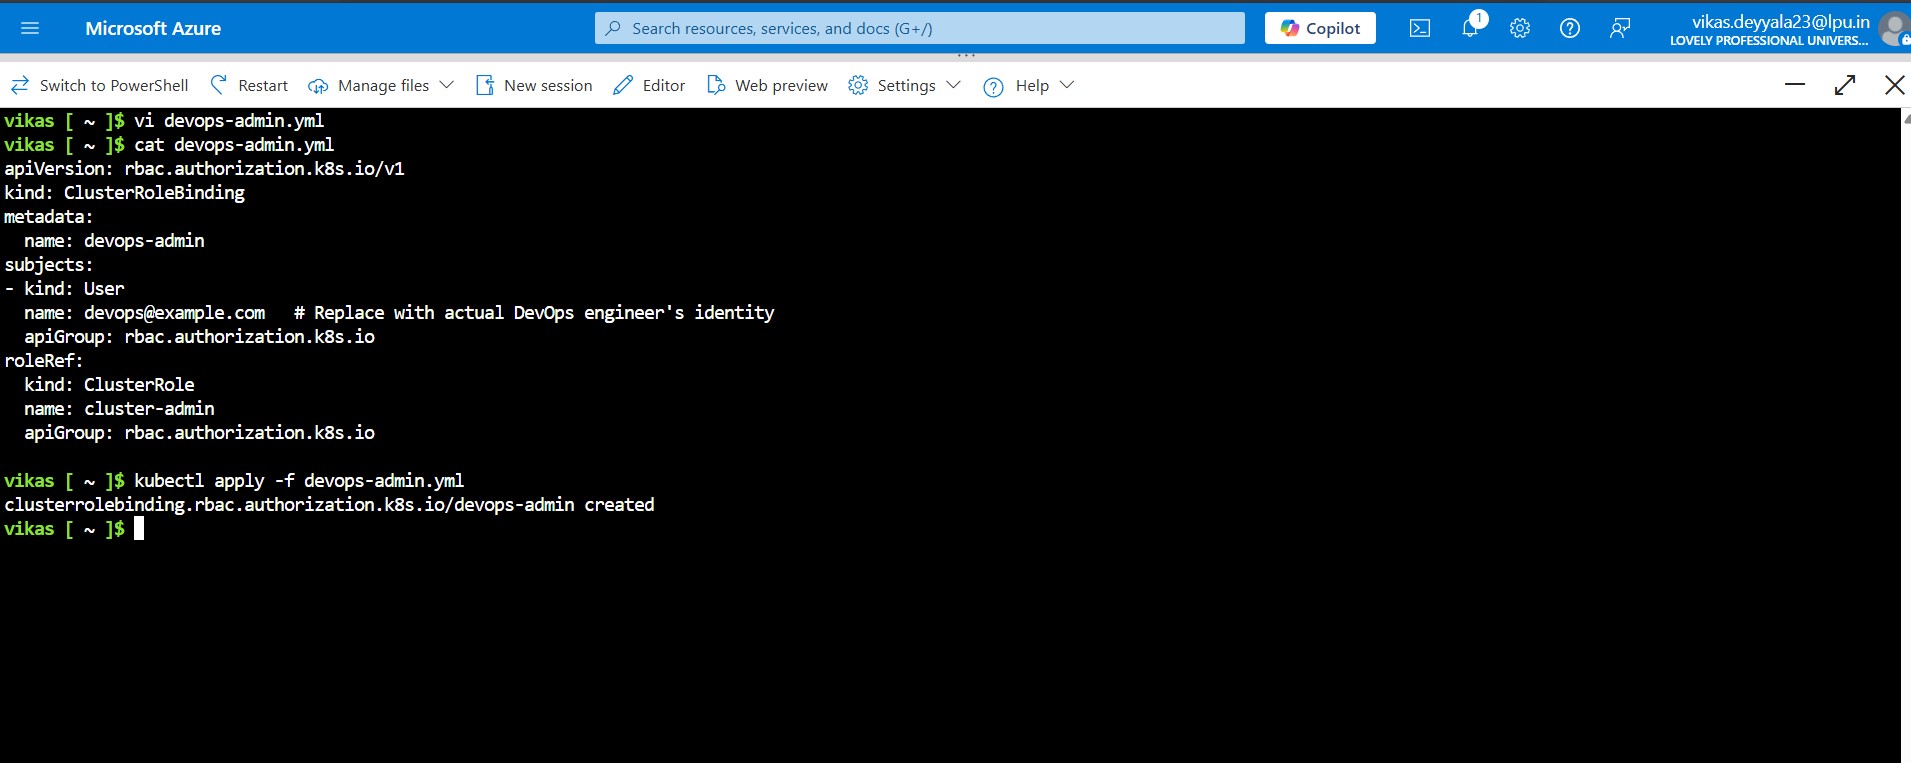 Microsoft Azure
Search resources, services, and docs (G+/)
Copilot
1
vikas.deyyala23@lpu.in
LOVELY PROFESSIONAL UNIVERS...
Switch to PowerShell
Restart
Manage files
New session
Editor
Web preview
Settings
Help
vikas [ ~ ]$ vi devops-admin.yml
vikas [ ~ ]$ cat devops-admin.yml
apiVersion: rbac.authorization.k8s.io/v1
kind: ClusterRoleBinding
metadata:
  name: devops-admin
subjects:
- kind: User
  name: devops@example.com   # Replace with actual DevOps engineer's identity
  apiGroup: rbac.authorization.k8s.io
roleRef:
  kind: ClusterRole
  name: cluster-admin
  apiGroup: rbac.authorization.k8s.io
vikas [ ~ ]$ kubectl apply -f devops-admin.yml
clusterrolebinding.rbac.authorization.k8s.io/devops-admin created
vikas [ ~ ]$